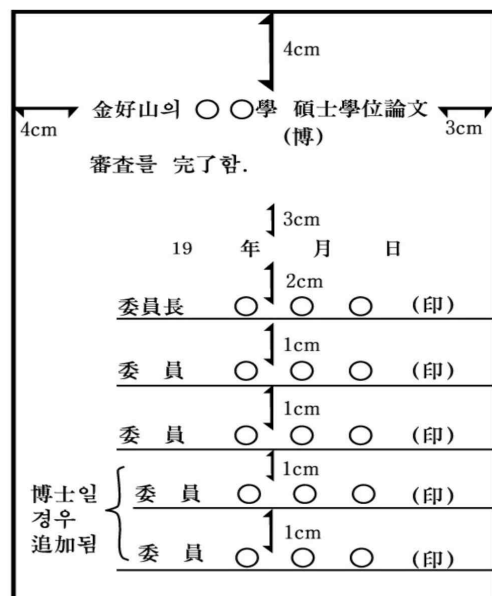 4cm
金好山의 ○ ○學 碩士學位論文
4cm
3cm
(博)
審査를 完了함.
3cm
19 年 月 日
2cm
委員長 ○ ○ ○ (印)
1cm
委 員 ○ ○ ○ (印)
1cm
委 員 ○ ○ ○ (印)
1cm
博士일
경우
追加됨
委 員 ○ ○ ○ (印)
1cm
委 員 ○ ○ ○ (印)